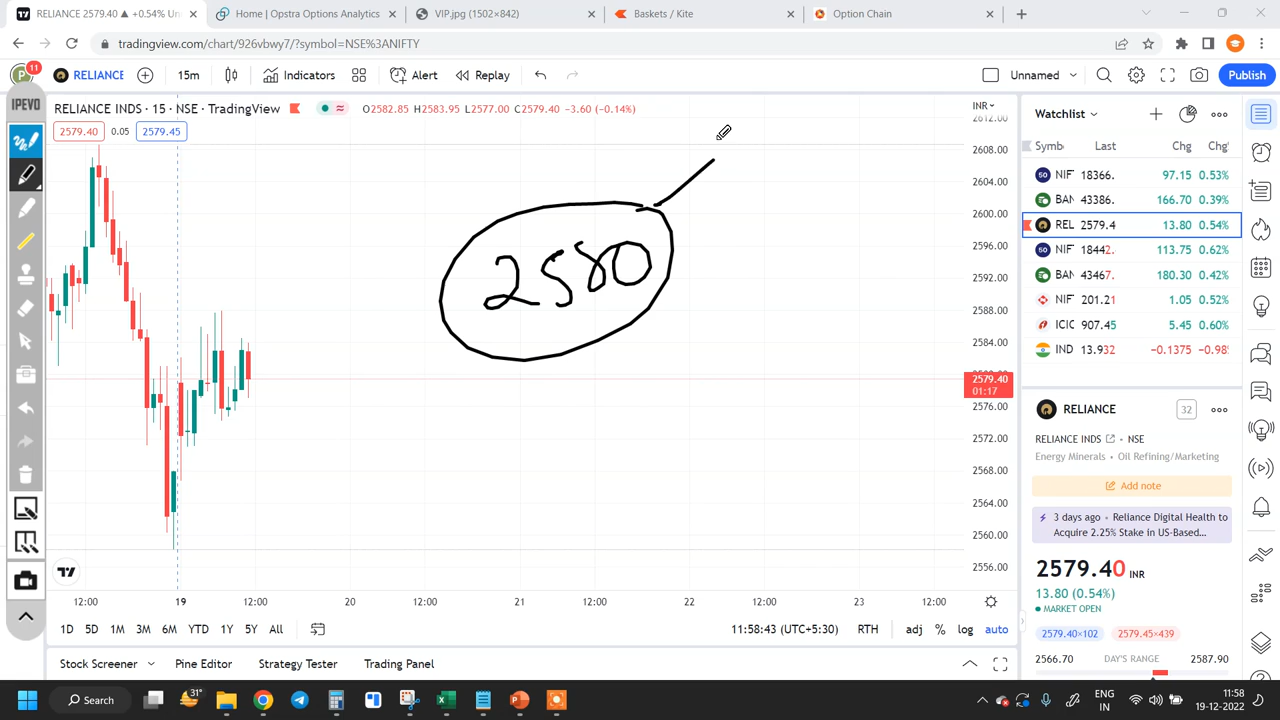 RELIANCE 2579.40 ▲ +0.54% Un
Home | Opstra Options Analytics
VIP.jpg (1502×842)
Baskets / Kite
Option Chain
tradingview.com/chart/926vbwy7/?symbol=NSE%3ANIFTY
P
11
RELIANCE
15m
Indicators
Alert
Replay
Unnamed
Publish
IPEVO
RELIANCE INDS · 15 · NSE · TradingView
O2582.85 H2583.95 L2577.00 C2579.40 −3.60 (−0.14%)
2579.40
0.05
2579.45
2580
INR
2612.00
2608.00
2604.00
2600.00
2596.00
2592.00
2588.00
2584.00
2579.40
01:17
2576.00
2572.00
2568.00
2564.00
2560.00
2556.00
12:00
19
12:00
20
12:00
21
12:00
22
12:00
23
12:00
1D 5D 1M 3M 6M YTD 1Y 5Y All
11:58:43 (UTC+5:30)
RTH
adj
%
log
auto
Stock Screener
Pine Editor
Strategy Tester
Trading Panel
Watchlist
Symb Last Chg Chg
NIF 18366. 97.15 0.53%
BAN 43386. 166.70 0.39%
REL 2579.4 13.80 0.54%
NIF 18442. 113.75 0.62%
BAN 43467. 180.30 0.42%
NIF 201.21 1.05 0.52%
ICIC 907.45 5.45 0.60%
IND 13.932 −0.1375 −0.98
RELIANCE
32
RELIANCE INDS • NSE
Energy Minerals • Oil Refining/Marketing
Add note
3 days ago • Reliance Digital Health to
Acquire 2.25% Stake in US-Based...
2579.40 INR
13.80 (0.54%)
MARKET OPEN
2579.40×102
2579.45×439
2566.70 DAY'S RANGE 2587.90
Search
31°
ENG
IN
11:58
19-12-2022